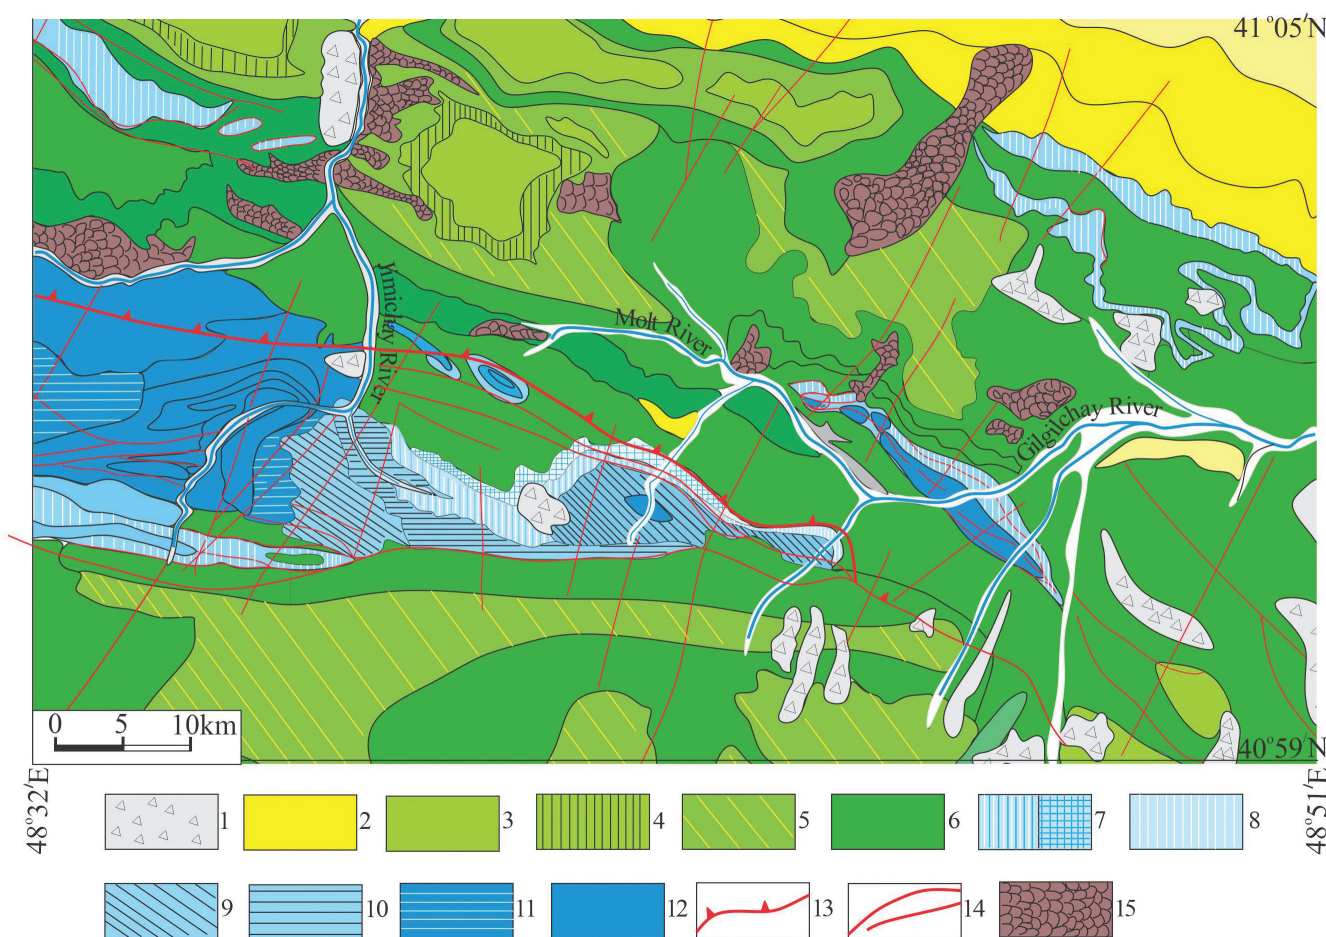 41°05′N
Jimichay River
Molt River
Gilgilchay River
0 5 10km
40°59′N
48°32′E
48°51′E
1 2 3 4 5 6 7 8
9 10 11 12 13 14 15